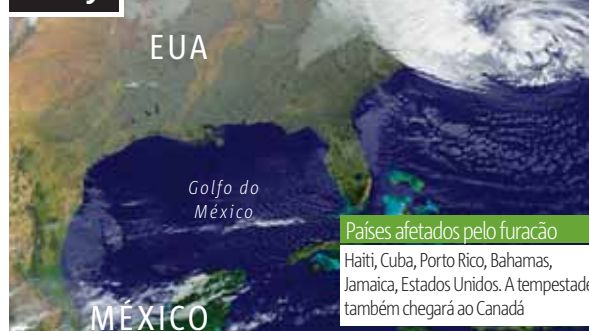 EUA
Golfo do
México
MÉXICO
Países afetados pelo furacão
Haiti, Cuba, Porto Rico, Bahamas,
Jamaica, Estados Unidos. A tempestade
também chegará ao Canadá